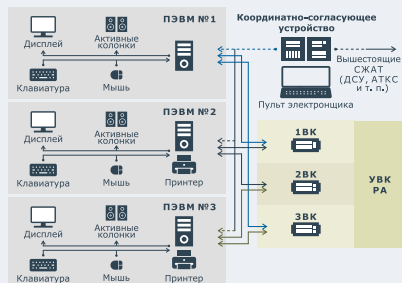 ПЭВМ №1
Дисплей
Активные
колонки
Клавиатура
Мышь
ПЭВМ №2
Дисплей
Активные
колонки
Клавиатура
Мышь
Принтер
ПЭВМ №3
Дисплей
Активные
колонки
Клавиатура
Мышь
Принтер
Координатно-согласующее
устройство
Вышестоящие
СЖАТ
(ДСУ, АТКС
и т. п.)
Пульт электронщика
1ВК
2ВК
3ВК
УВК
РА